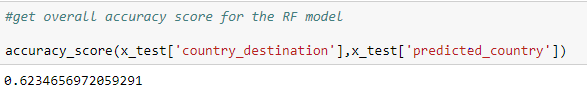 #get overall accuracy score for the RF model
accuracy_score(x_test['country_destination'],x_test['predicted_country'])
0.6234656972059291